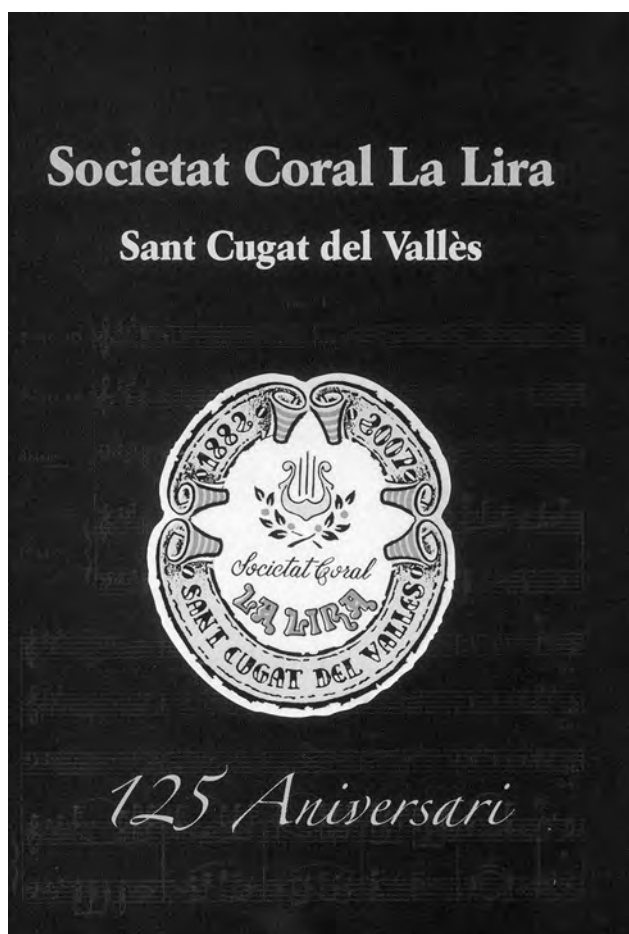 Societat Coral La Lira
Sant Cugat del Vallès
1882 2007
Societat Coral
LA LIRA
SANT CUGAT DEL VALLES
125 Aniversari